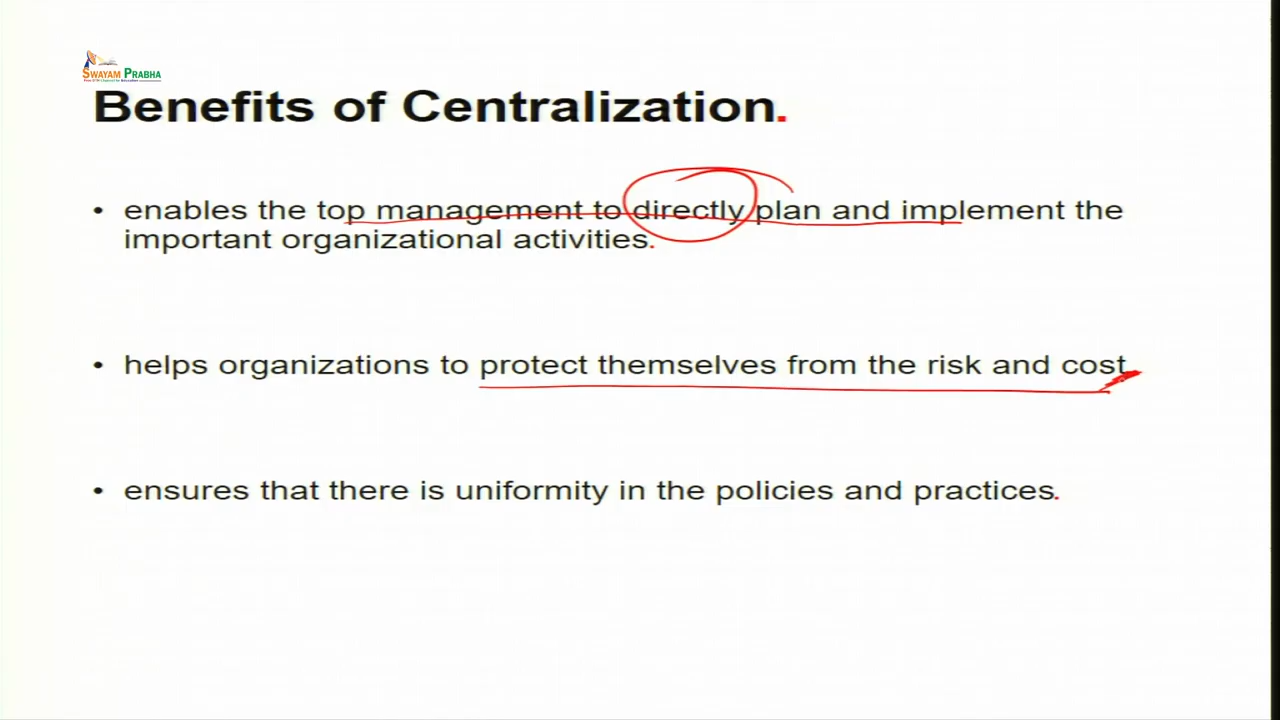 SWAYAM PRABHA
Benefits of Centralization.
• enables the top management to directly plan and implement the
important organizational activities.
• helps organizations to protect themselves from the risk and cost
• ensures that there is uniformity in the policies and practices.